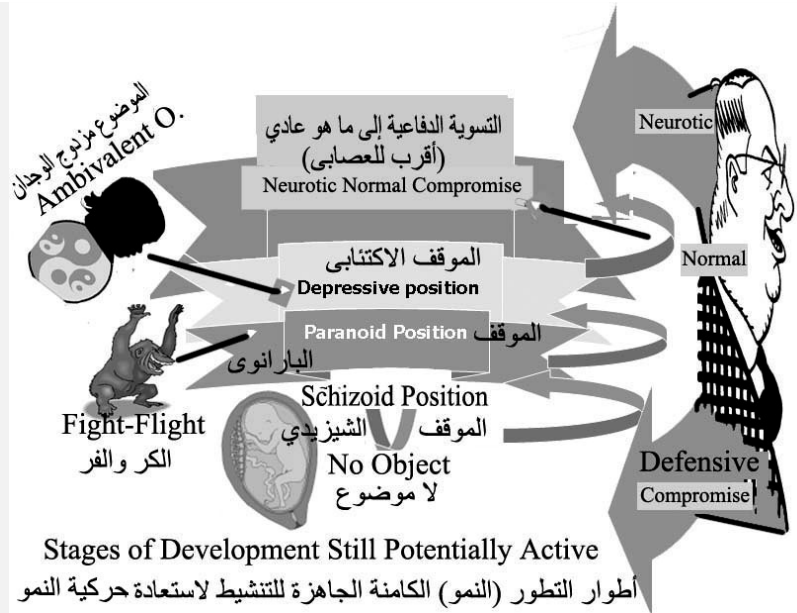 الموضوع مزدوج الوجدان
Ambivalent O.
التسوية الدفاعية إلى ما هو عادي
(أقرب للعصابى)
Neurotic Normal Compromise
Neurotic
Normal
الموقف الاكتئابى
Depressive position
Paranoid Position الموقف
البارانوى
Fight-Flight
الكر والفر
Schizoid Position
الموقف الشيزيدي
No Object
لا موضوع
Defensive
Compromise
Stages of Development Still Potentially Active
أطوار التطور (النمو) الكامنة الجاهزة للتنشيط لاستعادة حركية النمو